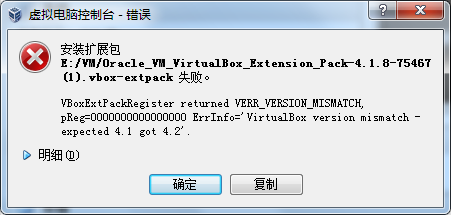 虚拟电脑控制台 - 错误
安装扩展包
E:/VM/Oracle_VM_VirtualBox_Extension_Pack-4.1.8-75467
(1).vbox-extpack 失败。
VBoxExtPackRegister returned VERR_VERSION_MISMATCH,
pReg=0000000000000000 ErrInfo='VirtualBox version mismatch -
expected 4.1 got 4.2'.
明细(D)
确定
复制